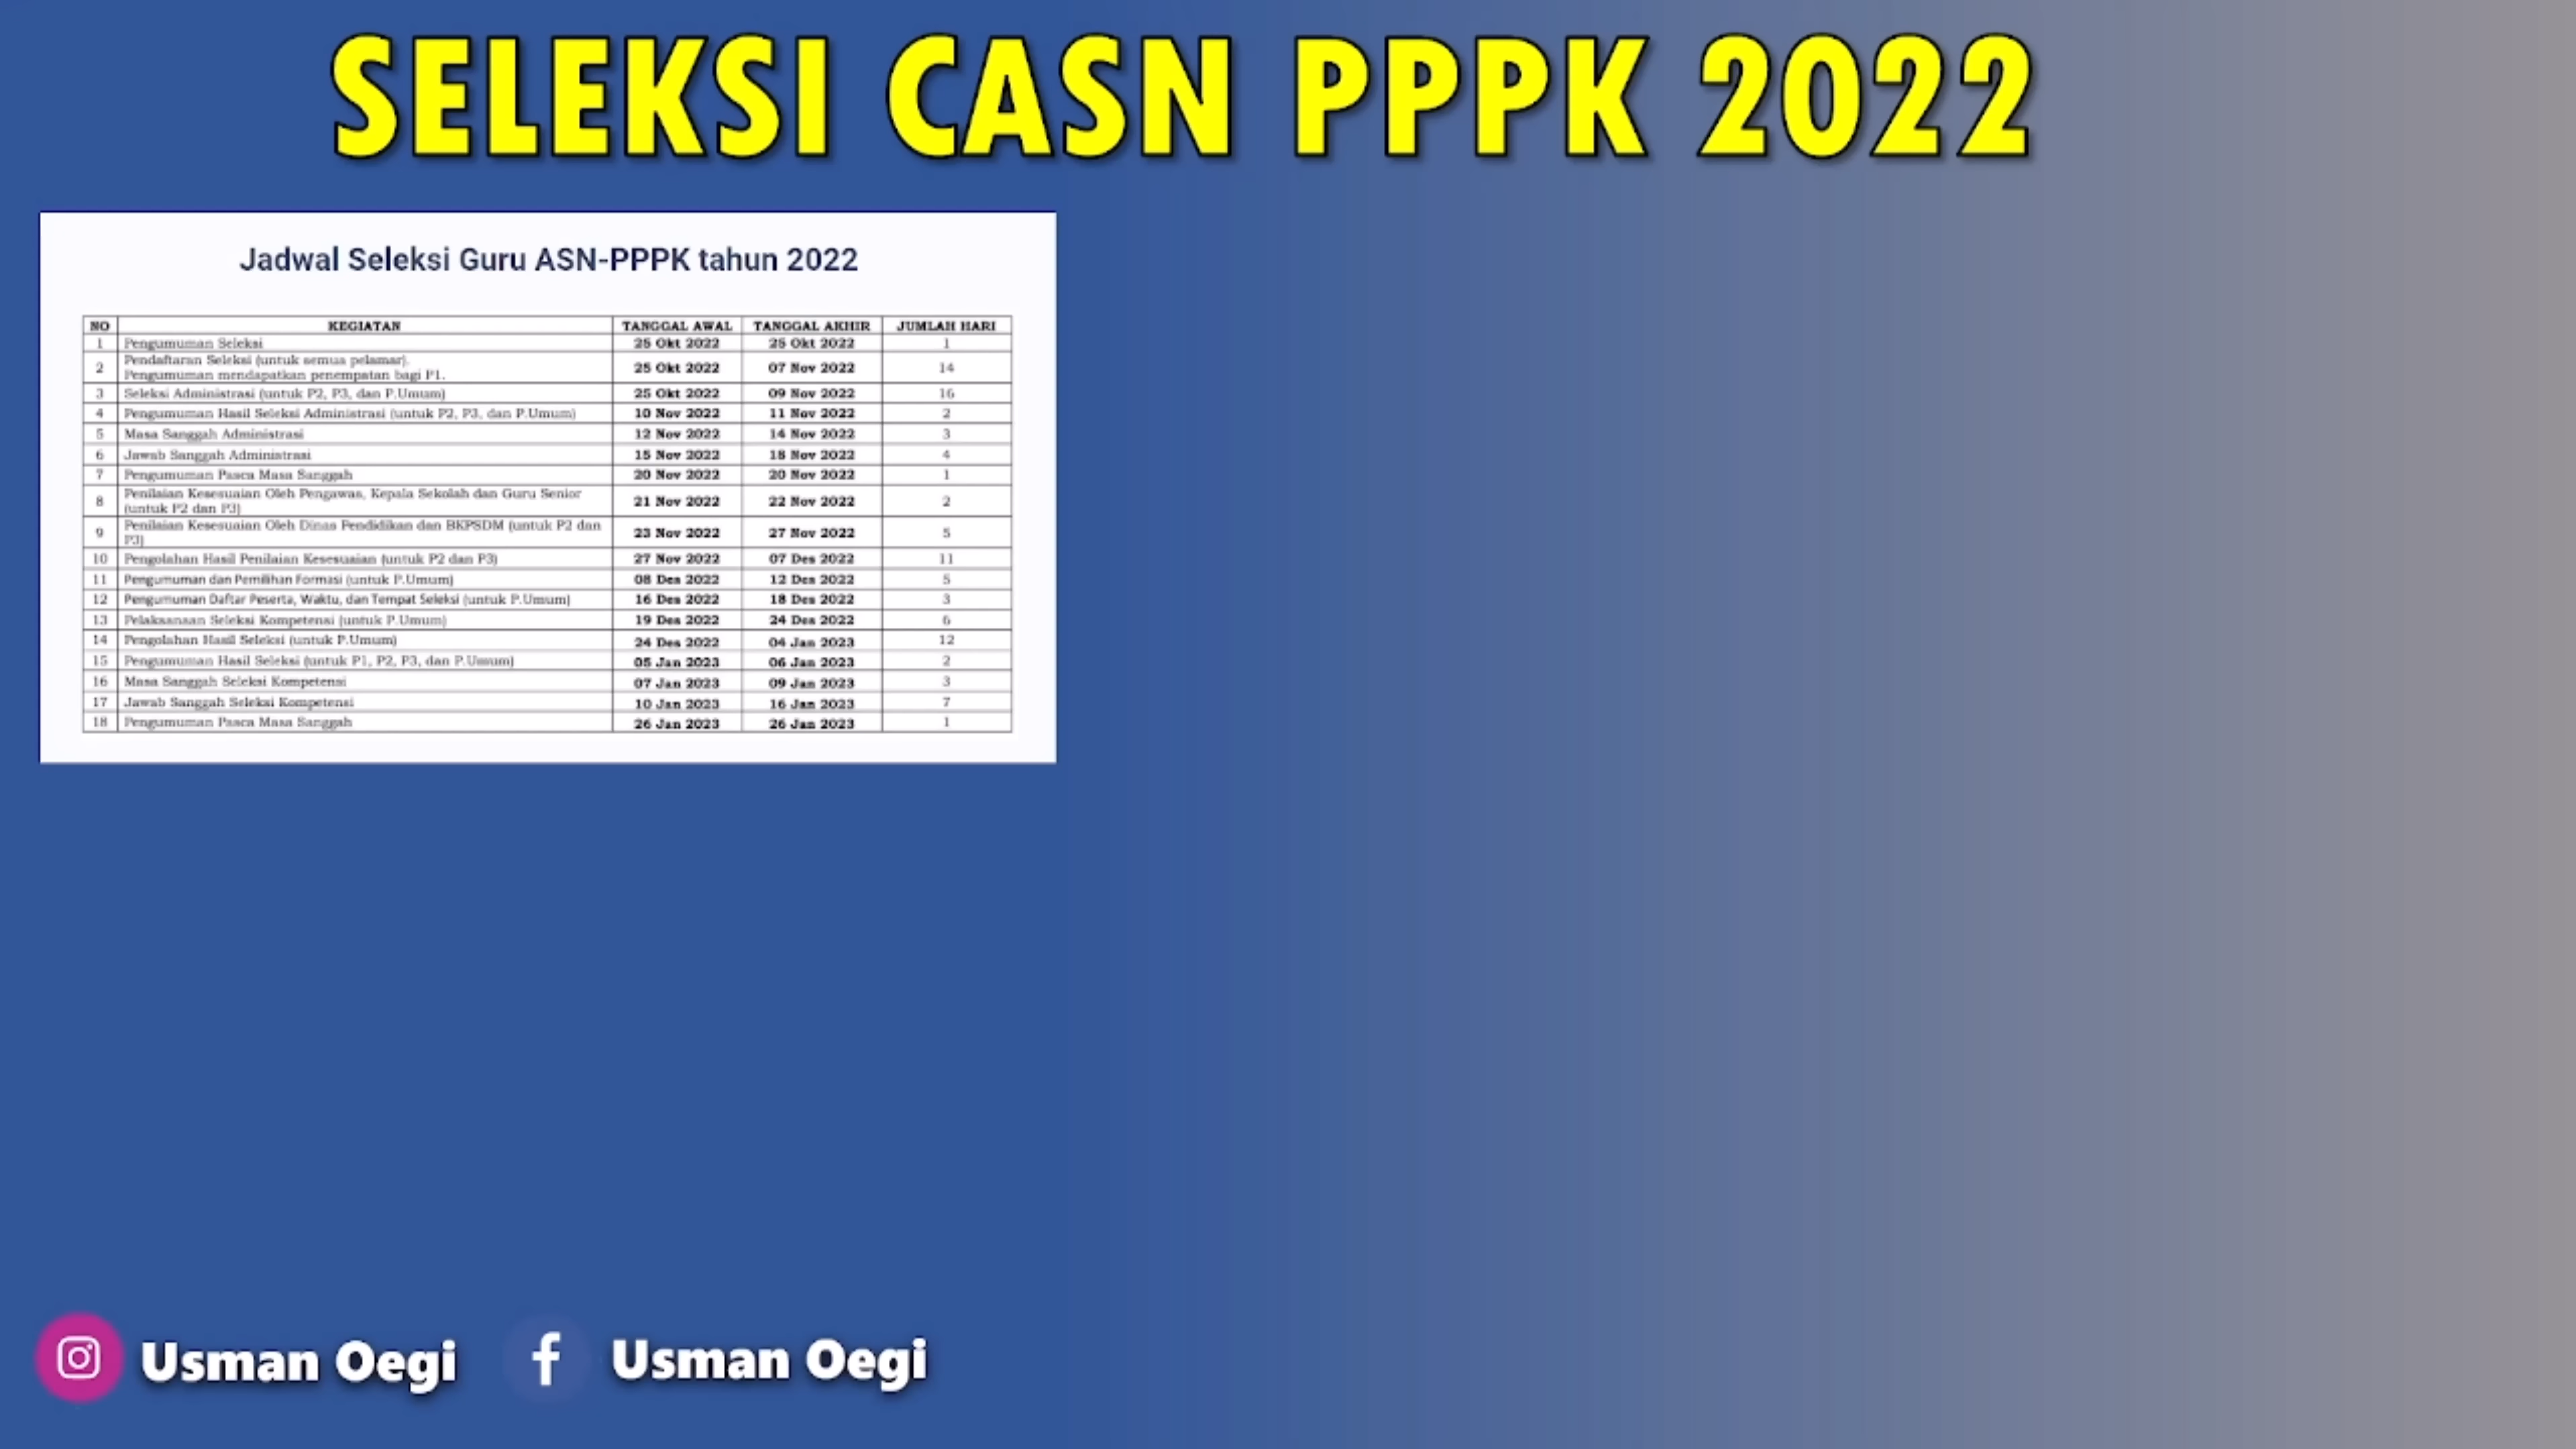 SELEKSI CASN PPPK 2022
Jadwal Seleksi Guru ASN-PPPK tahun 2022
NO KEGIATAN TANGGAL AWAL TANGGAL AKHIR JUMLAH HARI
1 Pengumuman Seleksi 25 Okt 2022 25 Okt 2022 1
2 Pendaftaran Seleksi (untuk semua pelamar).
Pengumuman mendapatkan penempatan bagi P1. 25 Okt 2022 07 Nov 2022 14
3 Seleksi Administrasi (untuk P2, P3, dan P.Umum) 25 Okt 2022 09 Nov 2022 16
4 Pengumuman Hasil Seleksi Administrasi (untuk P2, P3, dan P.Umum) 10 Nov 2022 11 Nov 2022 2
5 Masa Sanggah Administrasi 12 Nov 2022 14 Nov 2022 3
6 Jawab Sanggah Administrasi 15 Nov 2022 18 Nov 2022 4
7 Pengumuman Pasca Masa Sanggah 20 Nov 2022 20 Nov 2022 1
8 Penilaian Kesesuaian Oleh Pengawas, Kepala Sekolah dan Guru Senior
(untuk P2 dan P3) 21 Nov 2022 22 Nov 2022 2
9 Penilaian Kesesuaian Oleh Dinas Pendidikan dan BKPSDM (untuk P2 dan
P3) 23 Nov 2022 27 Nov 2022 5
10 Pengolahan Hasil Penilaian Kesesuaian (untuk P2 dan P3) 27 Nov 2022 07 Des 2022 11
11 Pengumuman dan Pemilihan Formasi (untuk P.Umum) 08 Des 2022 12 Des 2022 5
12 Pengumuman Daftar Peserta, Waktu, dan Tempat Seleksi (untuk P.Umum) 16 Des 2022 18 Des 2022 3
13 Pelaksanaan Seleksi Kompetensi (untuk P.Umum) 19 Des 2022 24 Des 2022 6
14 Pengolahan Hasil Seleksi (untuk P.Umum) 24 Des 2022 04 Jan 2023 12
15 Pengumuman Hasil Seleksi (untuk P1, P2, P3, dan P.Umum) 05 Jan 2023 06 Jan 2023 2
16 Masa Sanggah Seleksi Kompetensi 07 Jan 2023 09 Jan 2023 3
17 Jawab Sanggah Seleksi Kompetensi 10 Jan 2023 16 Jan 2023 7
18 Pengumuman Pasca Masa Sanggah 26 Jan 2023 26 Jan 2023 1
Usman Oegi Usman Oegi